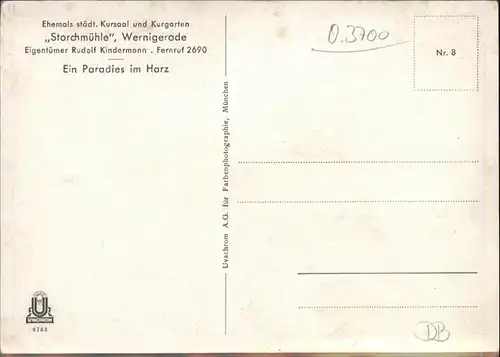 Ehemals städt. Kursaal und Kurgarten
„Storchmühle", Wernigerode
Eigentümer Rudolf Kindermann . Fernruf 2690
Ein Paradies im Harz
0.3700
Nr. 8
Uvachrom A.G. für Farbenphotographie, München
U
UVACHROM
6783
DB